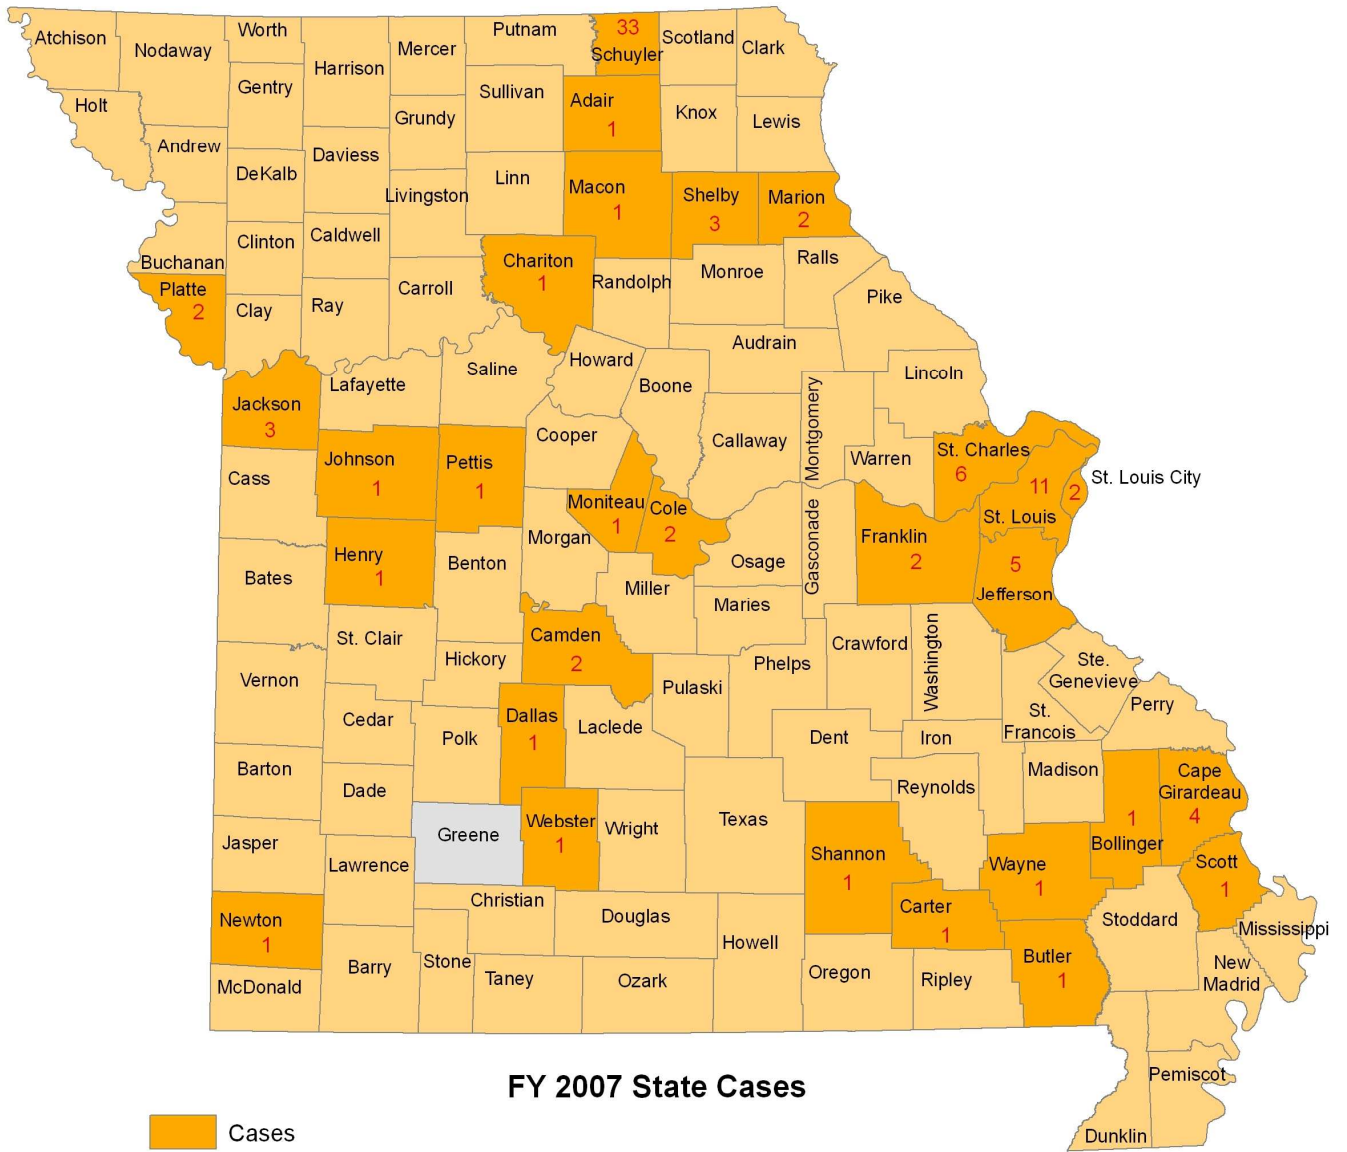 Atchison
Nodaway
Worth
Harrison
Mercer
Putnam
33
Schuyler
Scotland
Clark
Holt
Gentry
Sullivan
Adair
1
Knox
Lewis
Andrew
DeKalb
Daviess
Grundy
Livingston
Linn
Macon
1
Shelby
3
Marion
2
Buchanan
Clinton
Caldwell
Chariton
1
Randolph
Monroe
Ralls
Platte
2
Clay
Ray
Carroll
Pike
Audrain
Howard
Boone
Saline
Lafayette
Jackson
3
Lincoln
Montgomery
Callaway
Cooper
Warren
St. Charles
6
11
St. Louis
2
St. Louis City
Cass
Johnson
1
Pettis
1
Moniteau
1
Cole
2
Morgan
Osage
Gasconade
Franklin
2
5
Jefferson
Henry
1
Benton
Bates
Miller
Maries
Camden
2
St. Clair
Hickory
Crawford
Washington
Ste.
Genevieve
Phelps
Pulaski
Vernon
Cedar
Dallas
1
Laclede
Polk
St.
Francois
Perry
Dent
Iron
Barton
Dade
Madison
Reynolds
1
Bollinger
Cape
Girardeau
4
Texas
Greene
Webster
1
Wright
Jasper
Lawrence
Shannon
1
Wayne
1
Scott
1
Christian
Douglas
Carter
1
Stoddard
Mississippi
Newton
1
Howell
Butler
1
Barry
Stone
Taney
Ozark
Oregon
Ripley
New
Madrid
McDonald
Pemiscot
Dunklin
FY 2007 State Cases
Cases